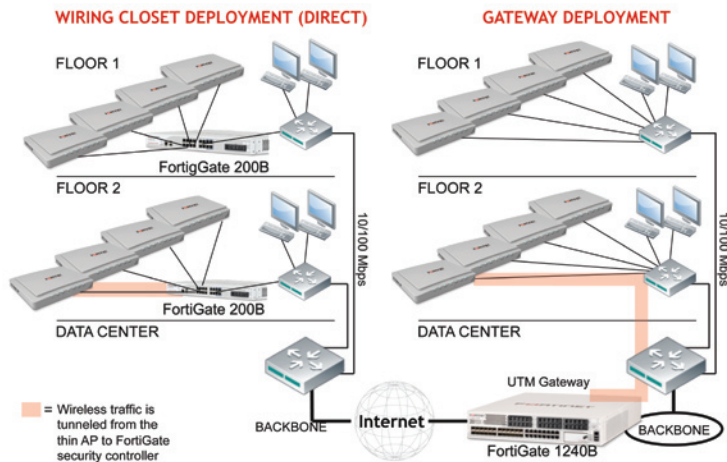 WIRING CLOSET DEPLOYMENT (DIRECT)
GATEWAY DEPLOYMENT
FLOOR 1
FortigGate 200B
FLOOR 2
FortiGate 200B
DATA CENTER
10/100 Mbps
BACKBONE
= Wireless traffic is
tunneled from the
thin AP to FortiGate
security controller
Internet
FLOOR 1
FLOOR 2
10/100 Mbps
DATA CENTER
UTM Gateway
FORTINET
FortiGate 1240B
BACKBONE